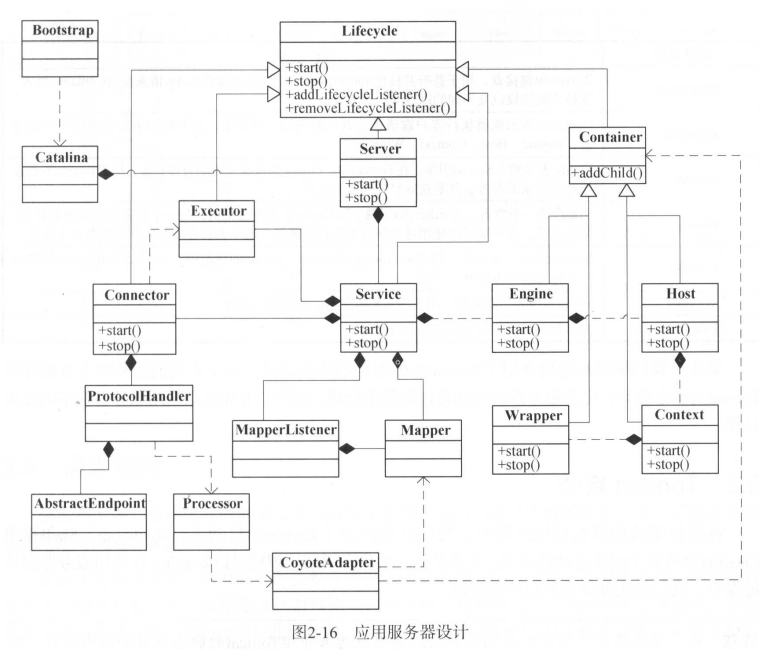 Bootstrap
Lifecycle
+start()
+stop()
+addLifecycleListener()
+removeLifecycleListener()
Catalina
Server
+start()
+stop()
Container
+addChild()
Executor
Connector
+start()
+stop()
Service
+start()
+stop()
Engine
+start()
+stop()
Host
+start()
+stop()
ProtocolHandler
MapperListener
Mapper
Wrapper
+start()
+stop()
Context
+start()
+stop()
AbstractEndpoint
Processor
CoyoteAdapter
图2-16 应用服务器设计